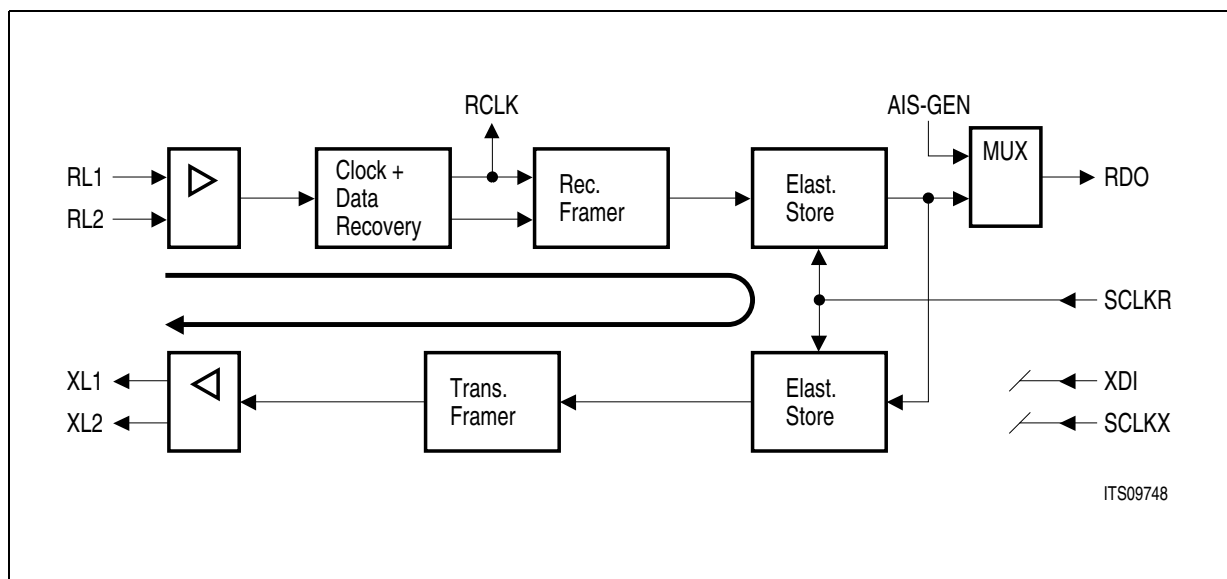 RCLK
AIS-GEN
RL1
RL2
Clock +
Data
Recovery
Rec.
Framer
Elast.
Store
MUX
RDO
SCLKR
XL1
XL2
Trans.
Framer
Elast.
Store
XDI
SCLKX
ITS09748